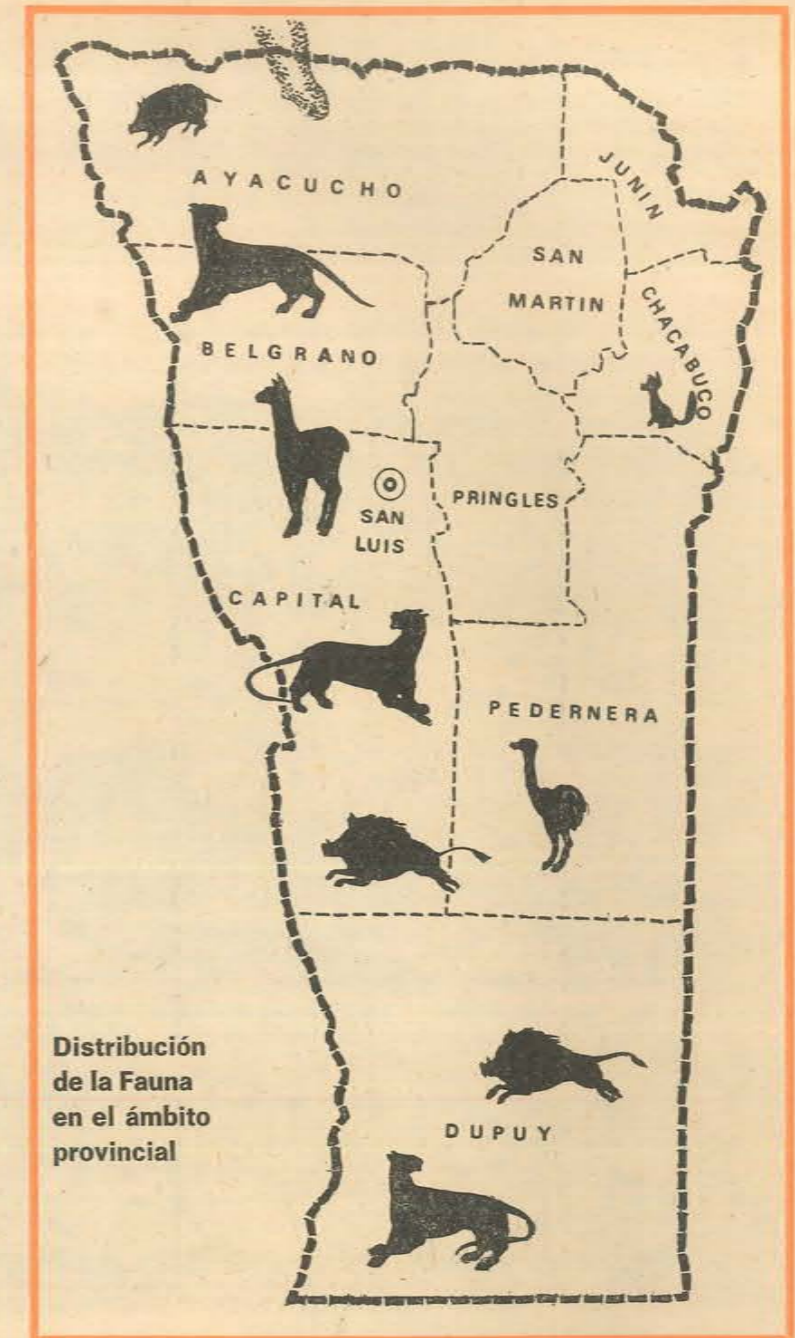 AYACUCHO
JUNIN
SAN
MARTIN
BELGRANO
CHACABUCO
SAN
LUIS
PRINGLES
CAPITAL
PEDERNERA
Distribución
de la Fauna
en el ámbito
provincial
DUPUY